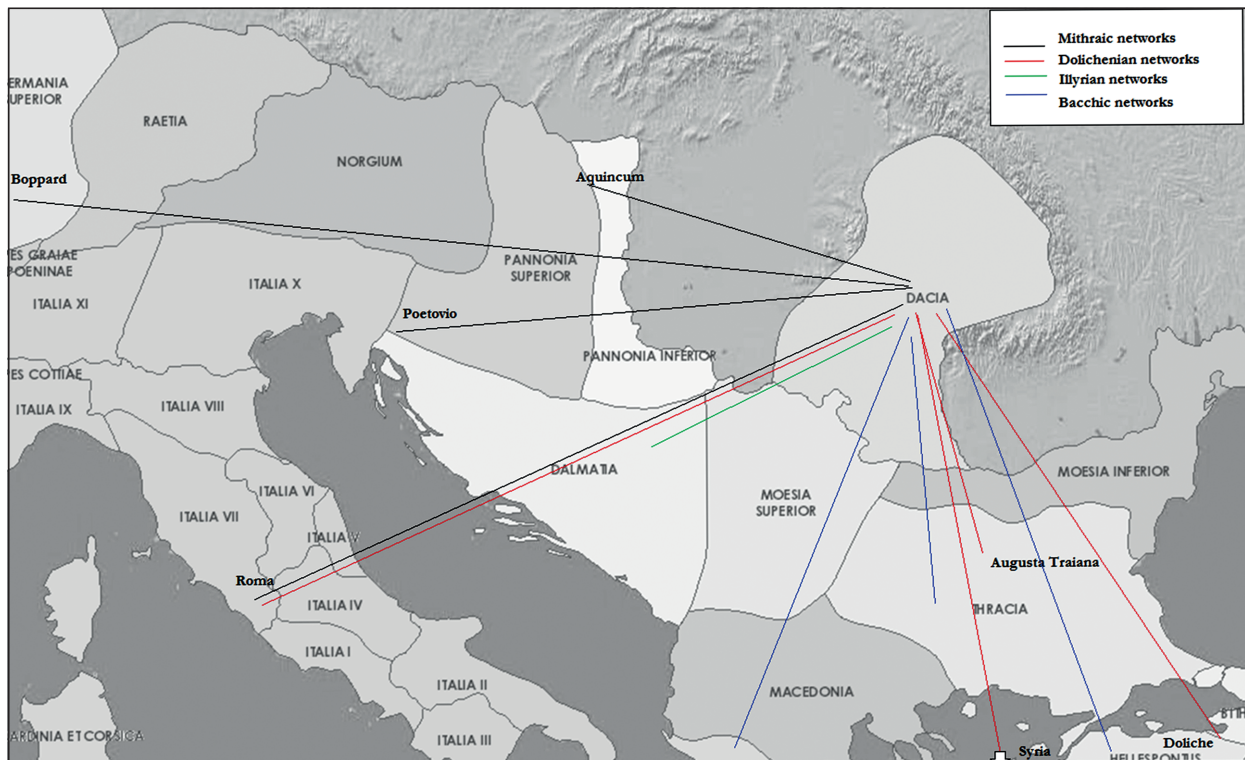 Mithraic networks
Dolichenian networks
Illyrian networks
Bacchic networks
ERMANIA
UPERIOR
RAETIA
NORGIUM
Boppard
Aquincum
ES GRAIAE
POENINAE
ITALIA XI
ITALIA X
PANNONIA
SUPERIOR
DACIA
Poetovio
PANNONIA INFERIOR
ES COTTIAE
ITALIA IX
ITALIA VIII
DALMATIA
MOESIA INFERIOR
ITALIA VI
ITALIA VII
MOESIA
SUPERIOR
ITALIA V
Augusta Traiana
Roma
ITALIA IV
THRACIA
ITALIA I
ITALIA II
MACEDONIA
ARDINIA ET CORSICA
ITALIA III
BITH
Syria
Doliche
HELLESPONTUS